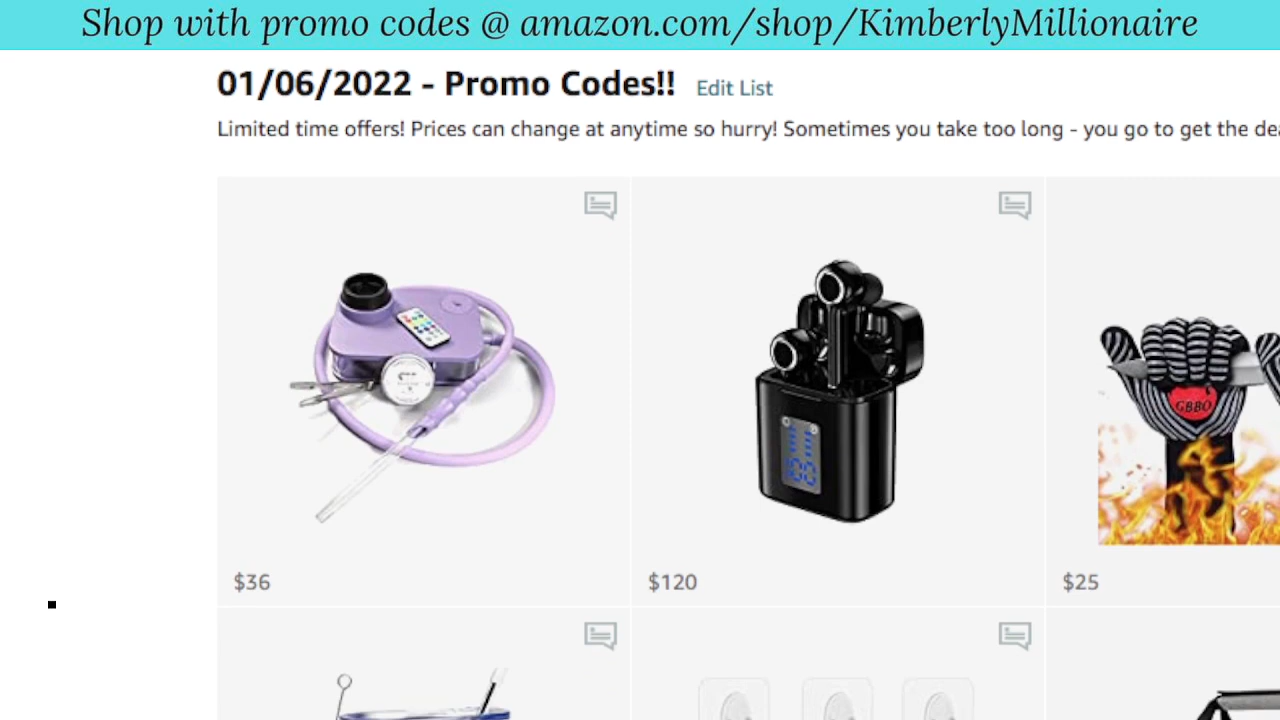 Shop with promo codes @ amazon.com/shop/KimberlyMillionaire
01/06/2022 - Promo Codes!! Edit List
Limited time offers! Prices can change at anytime so hurry! Sometimes you take too long - you go to get the dea
GBBO
100
$36
$120
$25